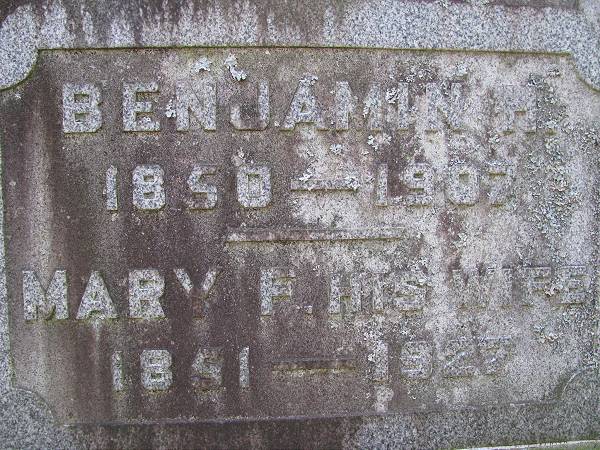 BENJAMIN H.
1850 — 1907
MARY F. HIS WIFE
1851 — 1927